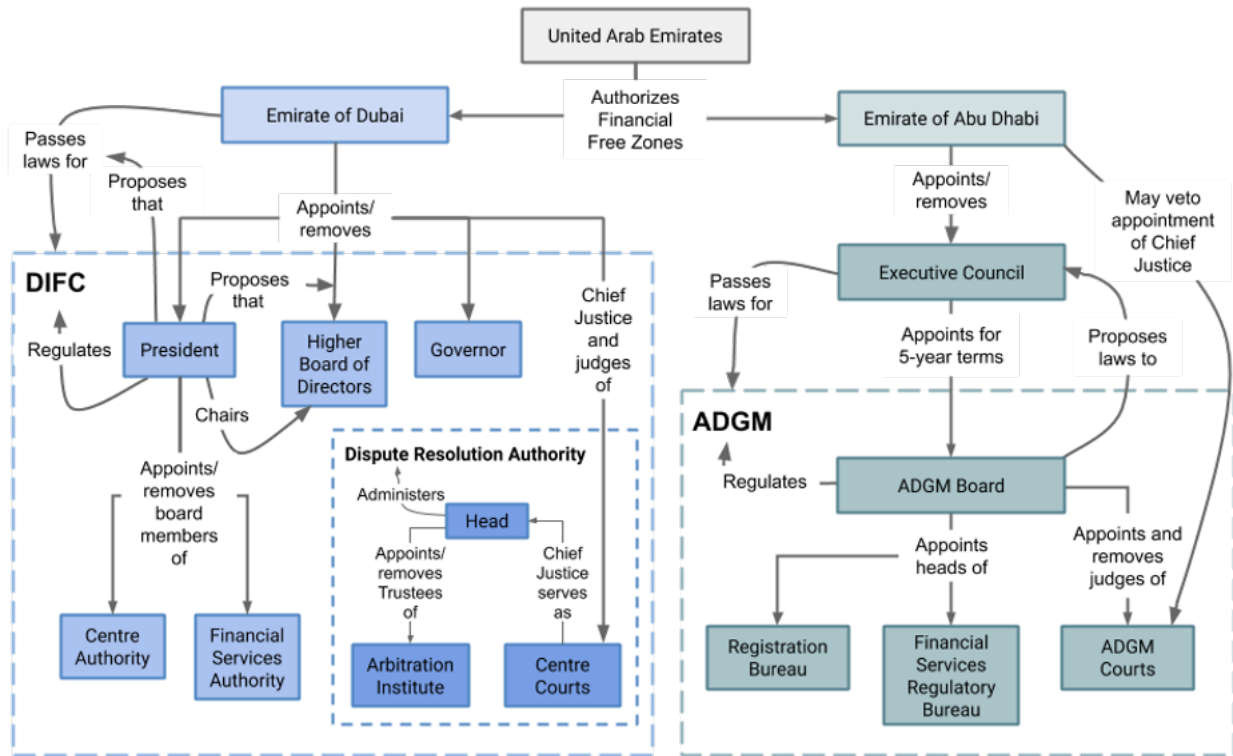 United Arab Emirates
Authorizes
Financial
Free Zones
Emirate of Dubai
Emirate of Abu Dhabi
Passes
laws for
Proposes
that
Appoints/
removes
Appoints/
removes
May veto
appointment
of Chief
Justice
DIFC
Proposes
that
Regulates
President
Higher
Board of
Directors
Governor
Chief
Justice
and
judges
of
Chairs
Appoints/
removes
board
members
of
Centre
Authority
Financial
Services
Authority
Dispute Resolution Authority
Administers
Head
Appoints/
removes
Trustees
of
Chief
Justice
serves
as
Arbitration
Institute
Centre
Courts
Executive Council
Passes
laws for
Appoints for
5-year terms
Proposes
laws to
ADGM
Regulates
ADGM Board
Appoints
heads of
Appoints and
removes
judges of
Registration
Bureau
Financial
Services
Regulatory
Bureau
ADGM
Courts